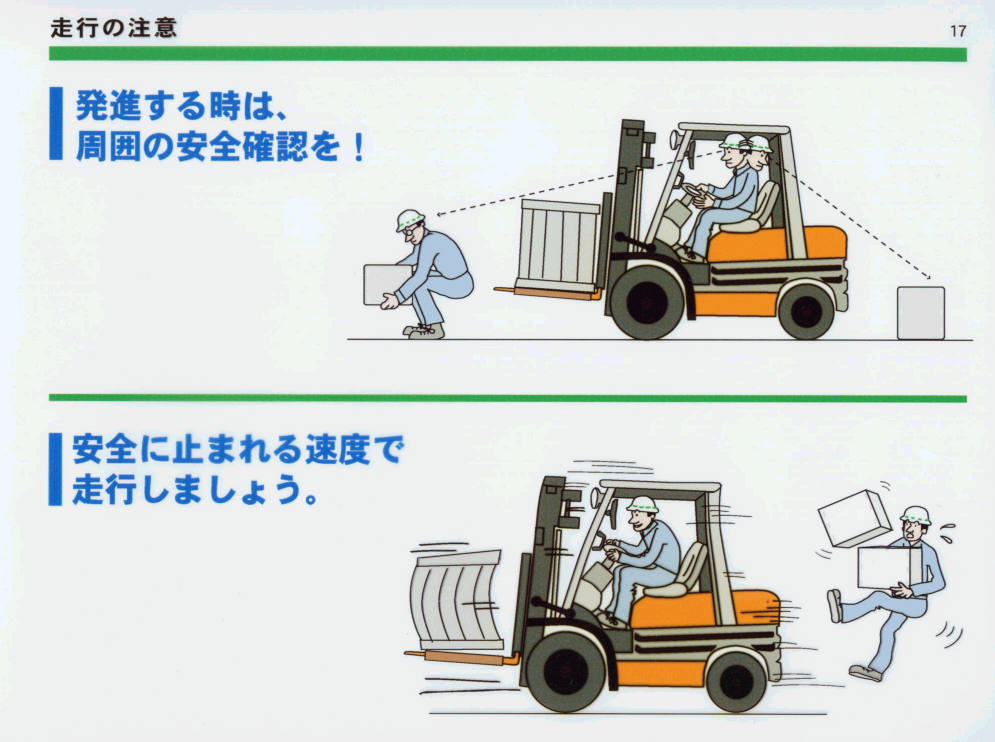 走行の注意
17
発進する時は、
周囲の安全確認を！
安全に止まれる速度で
走行しましょう。